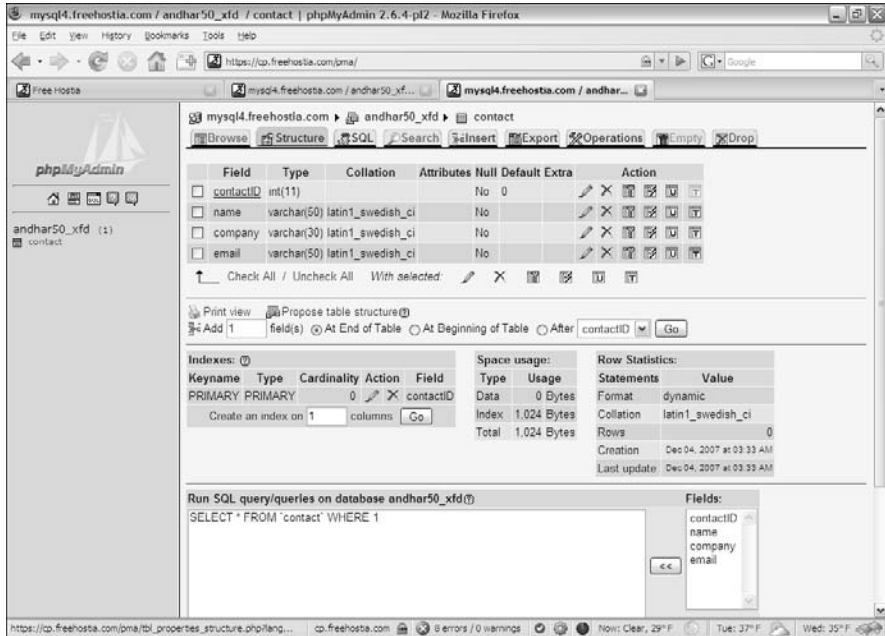 mysql4.freehostia.com / andhar50_xfd / contact | phpMyAdmin 2.6.4-pl2 - Mozilla Firefox
File Edit View History Bookmarks Tools Help
https://cp.freehostia.com/pma/ Google
Free Hostia mysql4.freehostia.com / andhar50_xf... mysql4.freehostia.com / andhar...
phpMyAdmin
andhar50_xfd (1)
contact
mysql4.freehostia.com ▸ andhar50_xfd ▸ contact
Browse Structure SQL Search Insert Export Operations Empty Drop
Field Type Collation Attributes Null Default Extra Action
contactID int(11) No 0
name varchar(50) latin1_swedish_ci No
company varchar(30) latin1_swedish_ci No
email varchar(50) latin1_swedish_ci No
Check All / Uncheck All With selected:
Print view Propose table structure
Add 1 field(s) At End of Table At Beginning of Table After contactID Go
Indexes:
Keyname Type Cardinality Action Field
PRIMARY PRIMARY 0 contactID
Create an index on 1 columns Go
Space usage:
Type Usage
Data 0 Bytes
Index 1,024 Bytes
Total 1,024 Bytes
Row Statistics:
Statements Value
Format dynamic
Collation latin1_swedish_ci
Rows 0
Creation Dec 04, 2007 at 03:33 AM
Last update Dec 04, 2007 at 03:33 AM
Run SQL query/queries on database andhar50_xfd
SELECT * FROM `contact` WHERE 1
<<
Fields:
contactID
name
company
email
https://cp.freehostia.com/pma/tbl_properties_structure.php?lang... cp.freehostia.com 8 errors / 0 warnings Now: Clear, 29° F Tue: 37° F Wed: 35° F